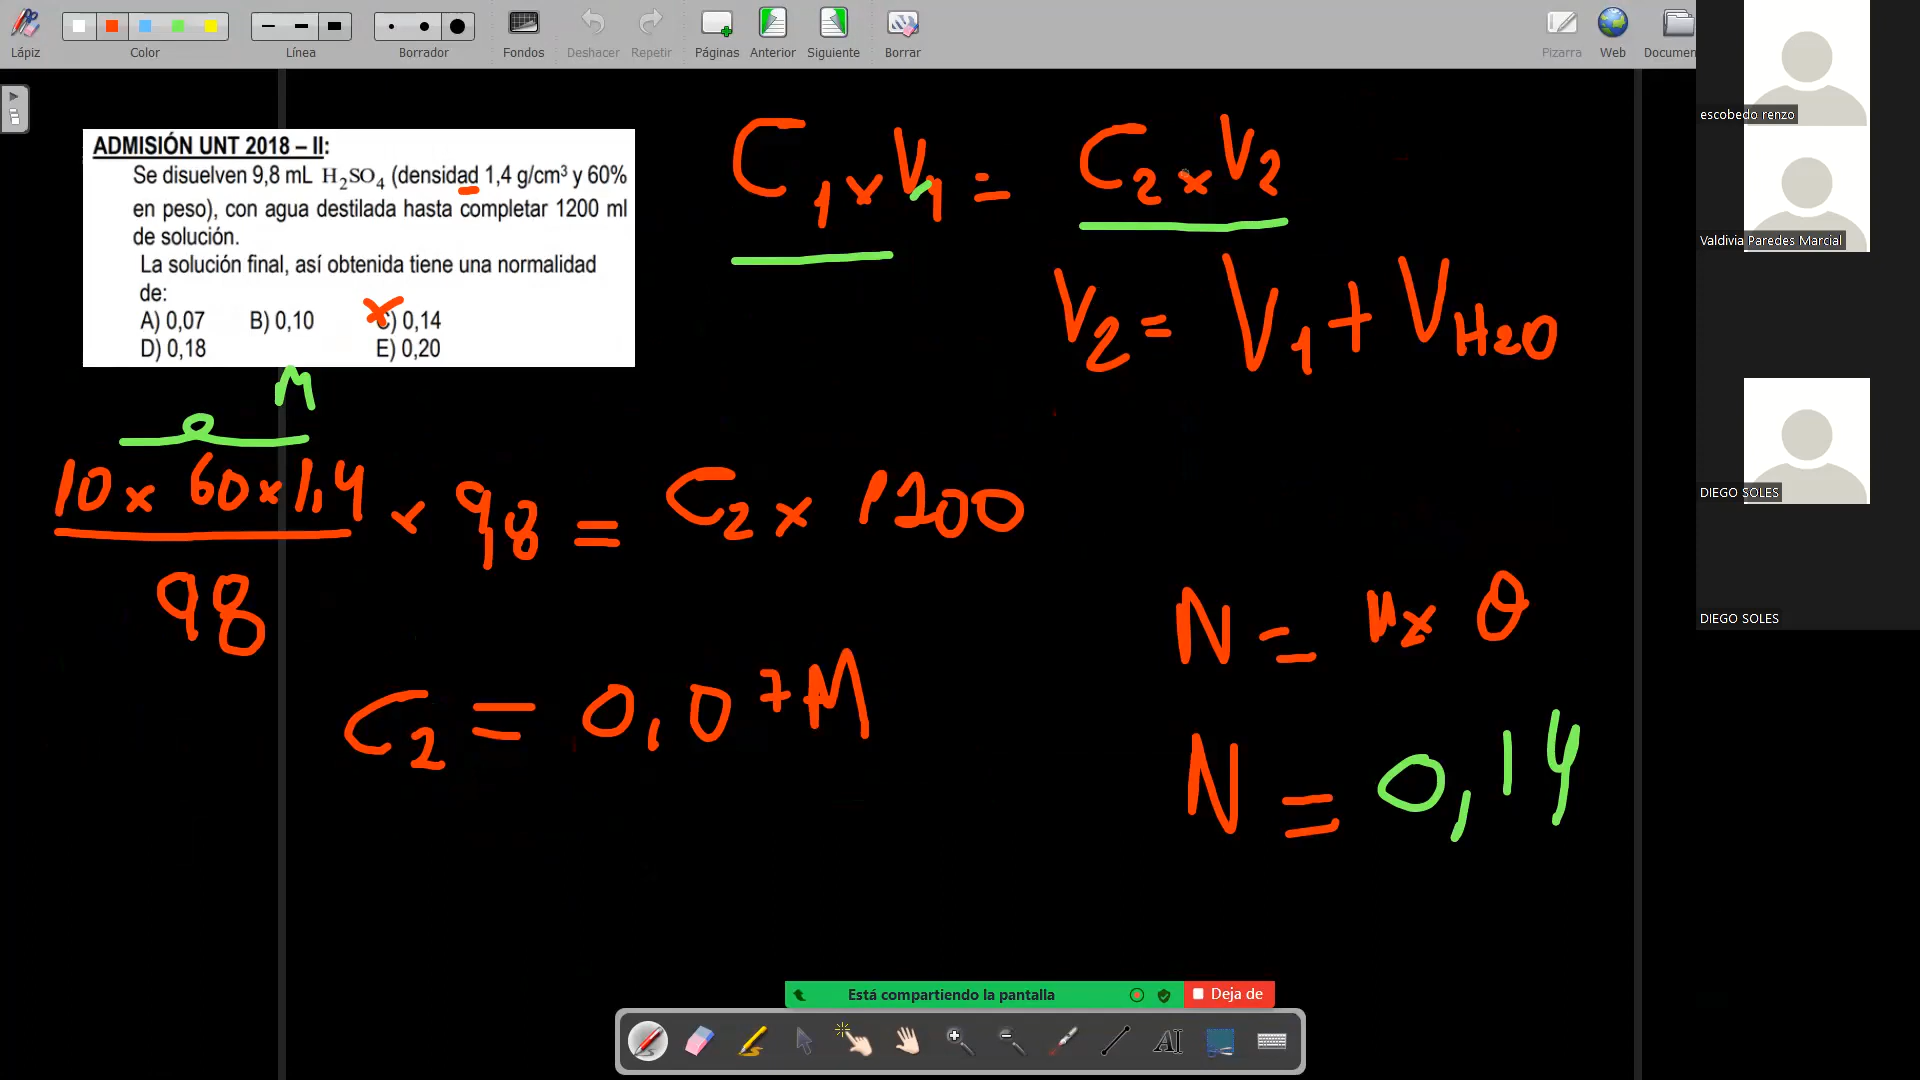 Lápiz
Color
Línea
Borrador
Fondos
Deshacer
Repetir
Páginas
Anterior
Siguiente
Borrar
Pizarra
Web
Documen
ADMISIÓN UNT 2018 – II:
Se disuelven 9,8 mL H₂SO₄ (densidad 1,4 g/cm³ y 60%
en peso), con agua destilada hasta completar 1200 ml
de solución.
La solución final, así obtenida tiene una normalidad
de:
A) 0,07 B) 0,10 C) 0,14
D) 0,18 E) 0,20
C₁ x V₁ = C₂ x V₂
V₂ = V₁ + VH₂O
M
10 x 60 x 1,4
98
x 9,8 = C₂ x 1200
C₂ = 0,07 M
N = M x θ
N = 0,14
escobedo renzo
Valdivia Paredes Marcial
DIEGO SOLES
DIEGO SOLES
Está compartiendo la pantalla
Deja de